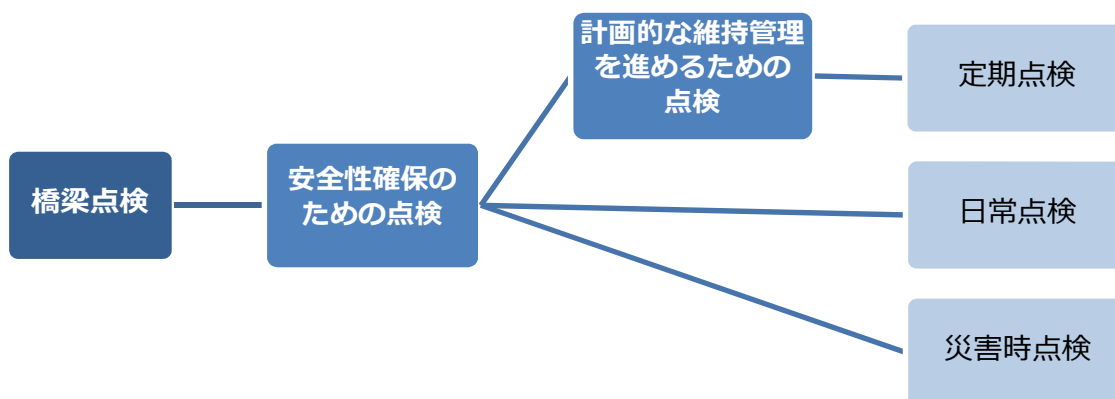 橋梁点検
安全性確保の
ための点検
計画的な維持管理
を進めるための
点検
定期点検
日常点検
災害時点検